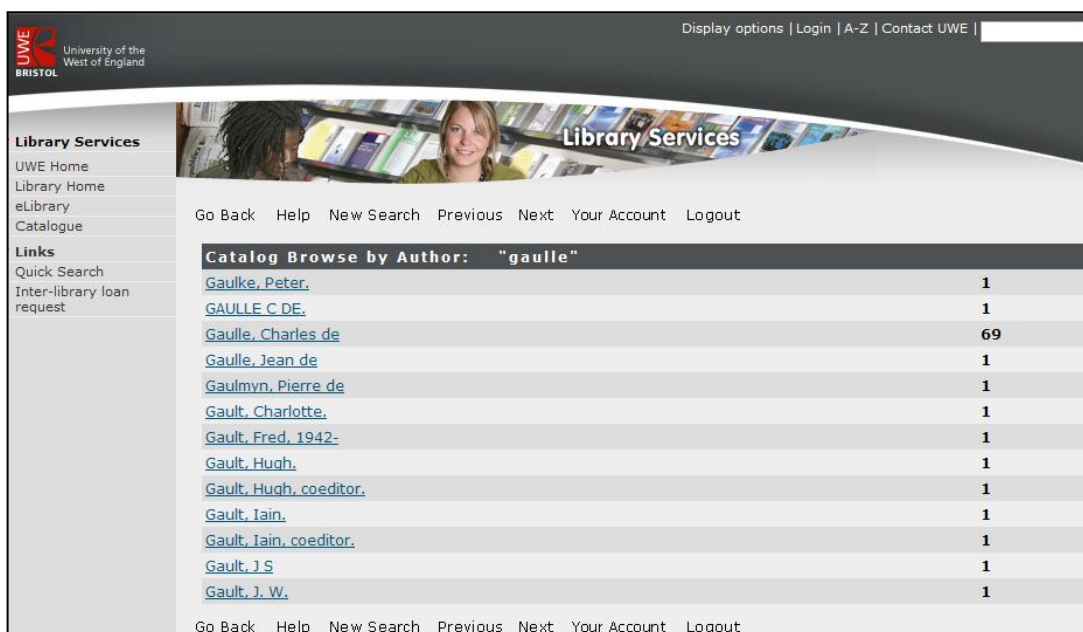 Display options | Login | A-Z | Contact UWE |
UWE
BRISTOL
University of the
West of England
Library Services
Library Services
UWE Home
Library Home
eLibrary
Catalogue
Links
Quick Search
Inter-library loan
request
Go Back Help New Search Previous Next Your Account Logout
Catalog Browse by Author: "gaulle"
Gaulke, Peter. 1
GAULLE C DE. 1
Gaulle, Charles de 69
Gaulle, Jean de 1
Gaulmyn, Pierre de 1
Gault, Charlotte. 1
Gault, Fred, 1942- 1
Gault, Hugh. 1
Gault, Hugh, coeditor. 1
Gault, Iain. 1
Gault, Iain, coeditor. 1
Gault, J S 1
Gault, J. W. 1
Go Back Help New Search Previous Next Your Account Logout